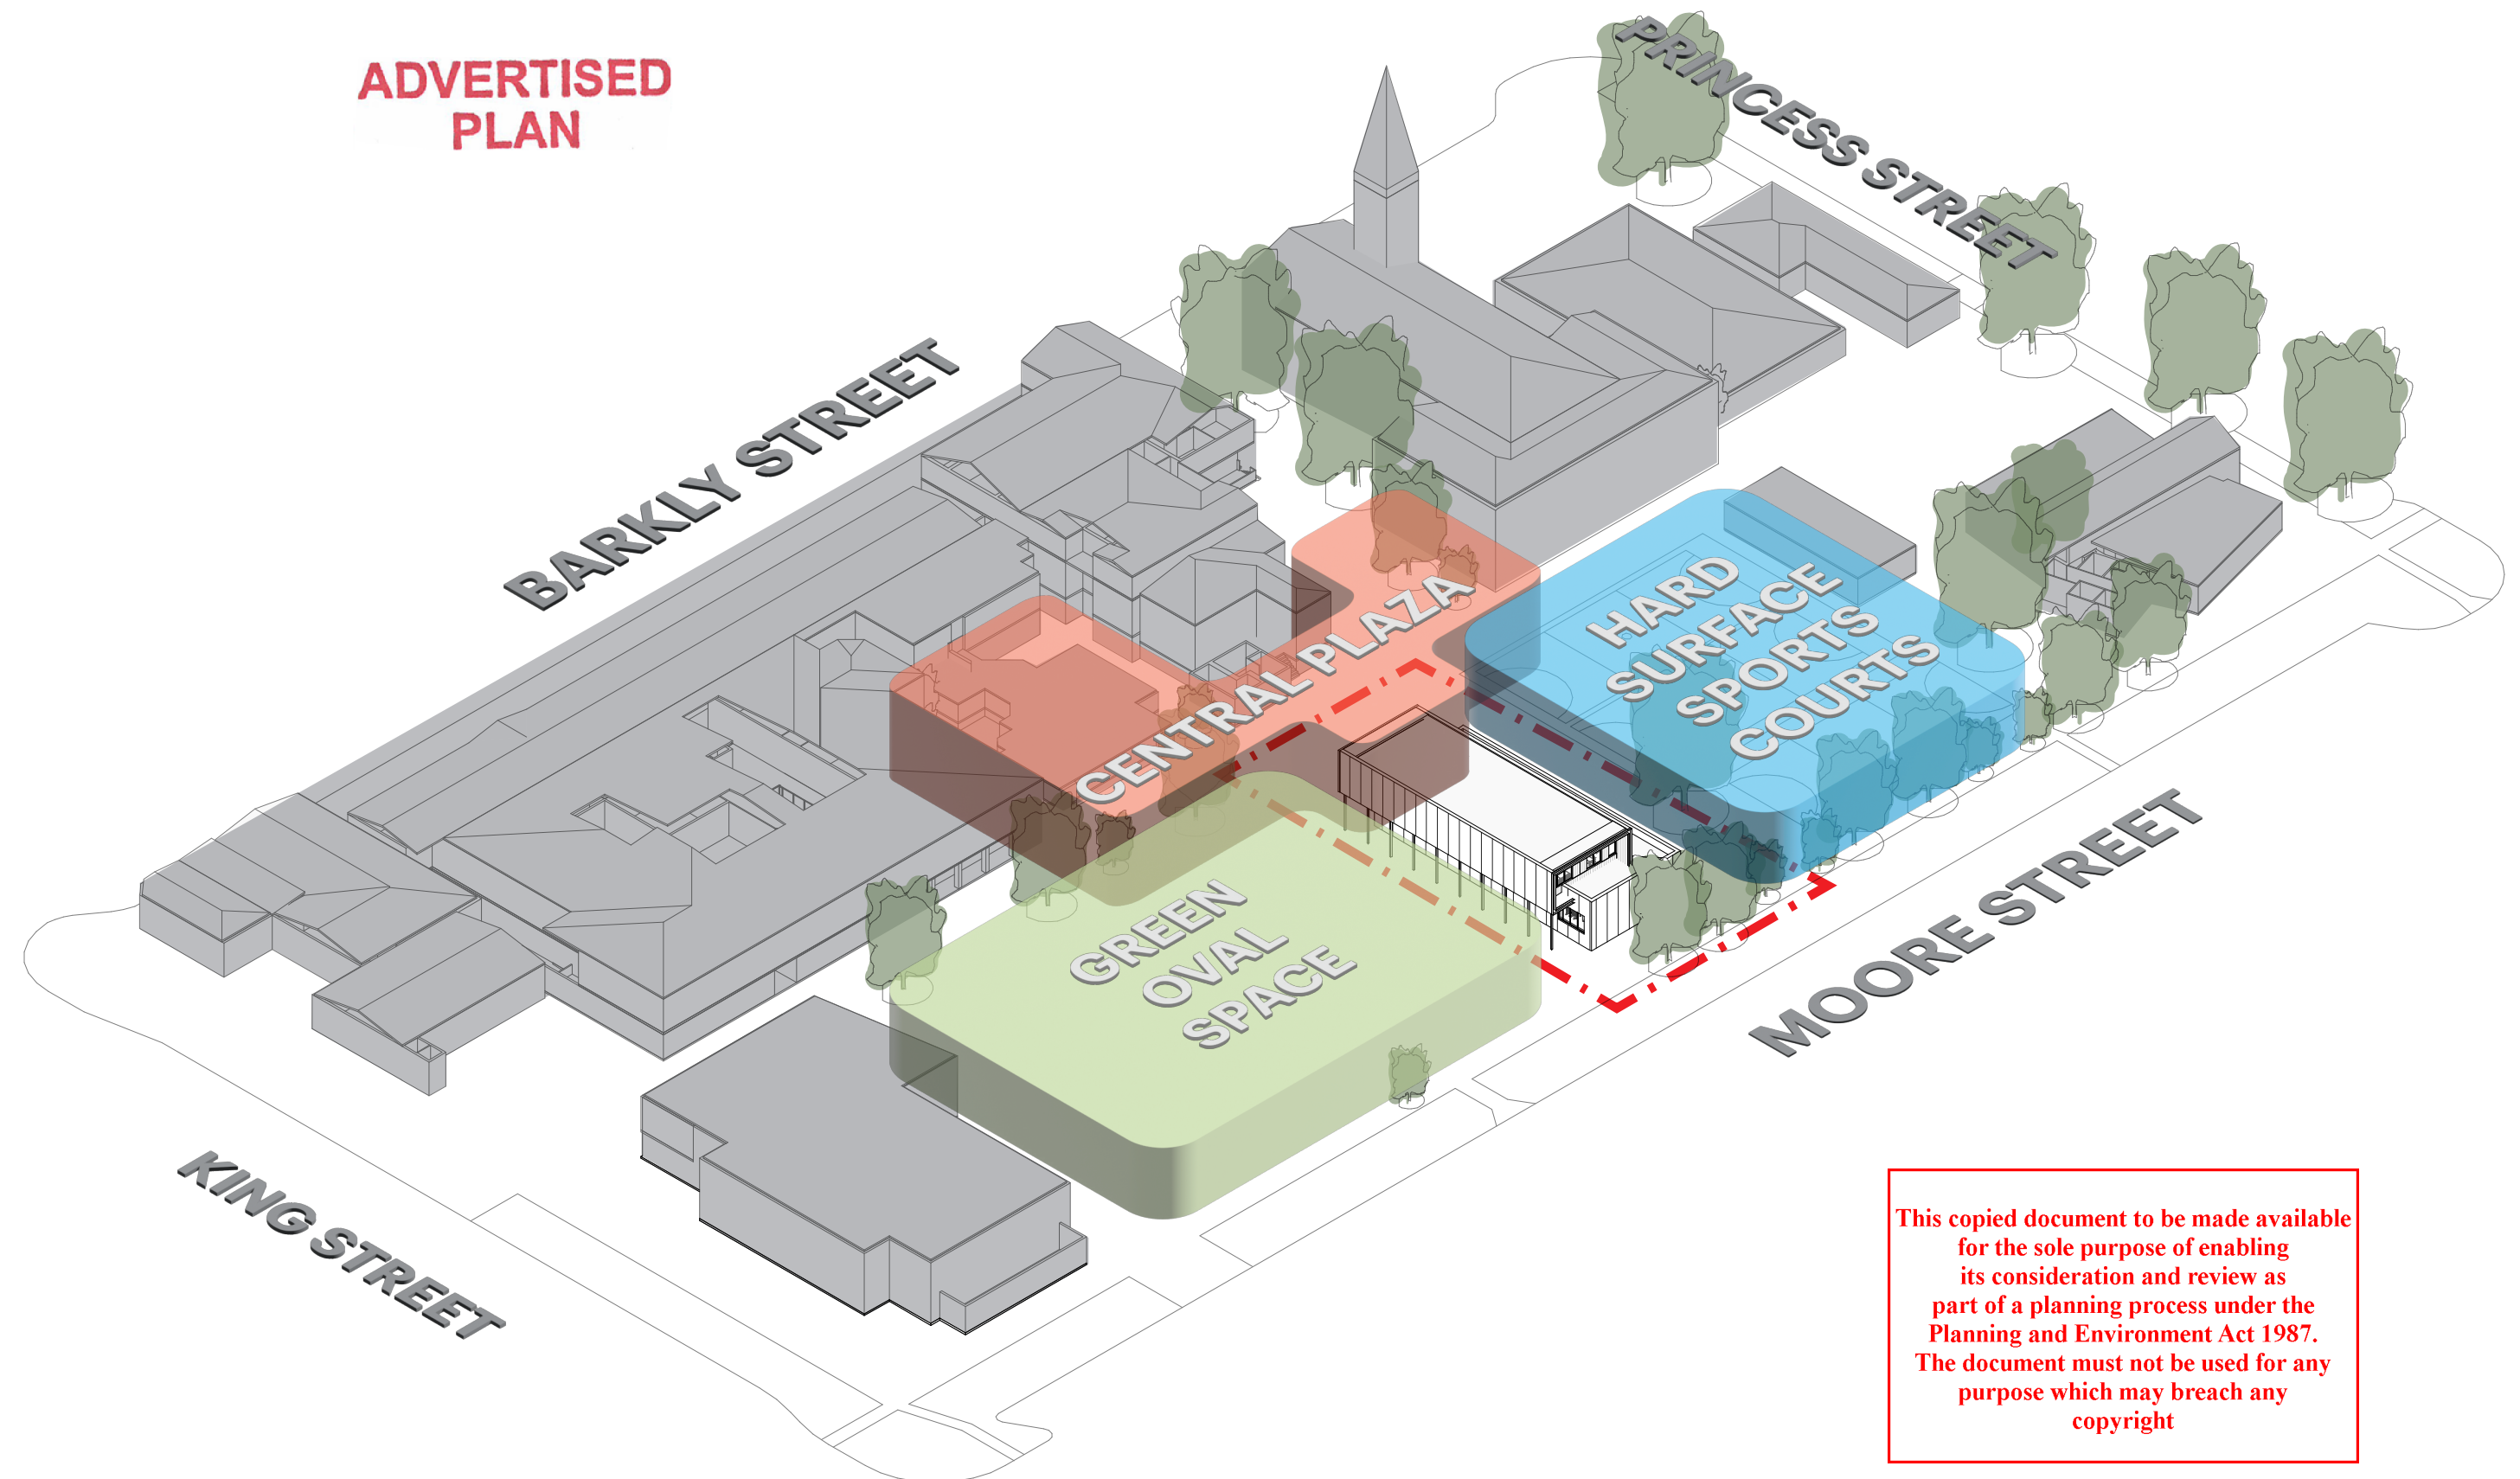 ADVERTISED
PLAN
PRINCESS STREET
BARKLY STREET
HARD
SURFACE
SPORTS
COURTS
CENTRAL PLAZA
GREEN
OVAL
SPACE
MOORE STREET
KING STREET
This copied document to be made available
for the sole purpose of enabling
its consideration and review as
part of a planning process under the
Planning and Environment Act 1987.
The document must not be used for any
purpose which may breach any
copyright